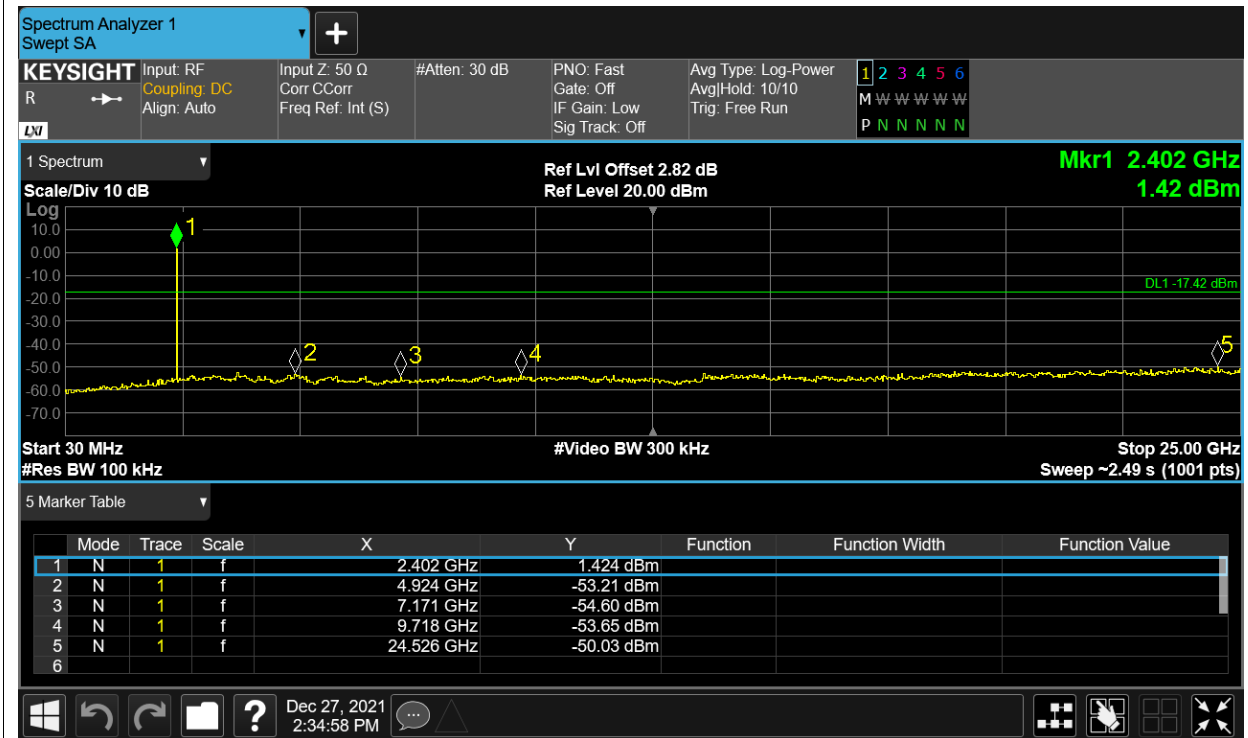 Spectrum Analyzer 1
Swept SA
+
KEYSIGHT Input: RF Input Z: 50 Ω #Atten: 30 dB PNO: Fast Avg Type: Log-Power 1 2 3 4 5 6
R Coupling: DC Corr CCorr Gate: Off Avg|Hold: 10/10 M W W W W W
Align: Auto Freq Ref: Int (S) IF Gain: Low Trig: Free Run
LXI Sig Track: Off P N N N N N
1 Spectrum Ref Lvl Offset 2.82 dB Mkr1 2.402 GHz
Scale/Div 10 dB Ref Level 20.00 dBm 1.42 dBm
Log
10.0 1
0.00
-10.0
DL1 -17.42 dBm
-20.0
-30.0
-40.0
2 3 4 5
-50.0
-60.0
-70.0
Start 30 MHz #Video BW 300 kHz Stop 25.00 GHz
#Res BW 100 kHz Sweep ~2.49 s (1001 pts)
5 Marker Table
Mode Trace Scale X Y Function Function Width Function Value
1 N 1 f 2.402 GHz 1.424 dBm
2 N 1 f 4.924 GHz -53.21 dBm
3 N 1 f 7.171 GHz -54.60 dBm
4 N 1 f 9.718 GHz -53.65 dBm
5 N 1 f 24.526 GHz -50.03 dBm
6
? Dec 27, 2021
2:34:58 PM